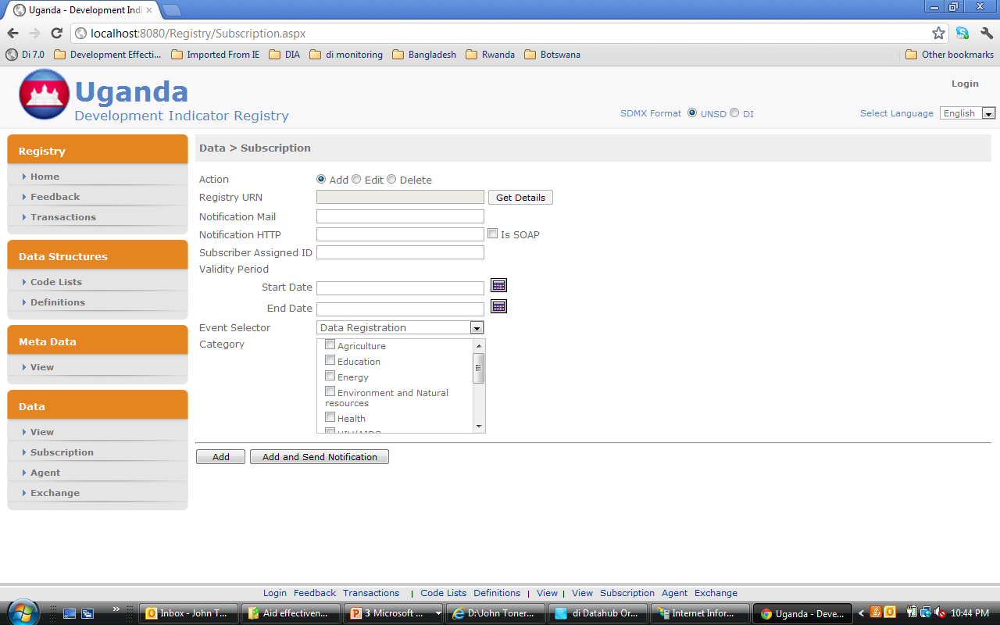 Uganda - Development Indi
localhost:8080/Registry/Subscription.aspx
Di 7.0 Development Effecti... Imported From IE DIA di monitoring Bangladesh Rwanda Botswana Other bookmarks
Uganda
Development Indicator Registry
Login
SDMX Format UNSD DI
Select Language English
Registry
Home
Feedback
Transactions
Data Structures
Code Lists
Definitions
Meta Data
View
Data
View
Subscription
Agent
Exchange
Data > Subscription
Action Add Edit Delete
Registry URN Get Details
Notification Mail
Notification HTTP Is SOAP
Subscriber Assigned ID
Validity Period
Start Date
End Date
Event Selector Data Registration
Category
Agriculture
Education
Energy
Environment and Natural
resources
Health
HIV/AIDS
Add Add and Send Notification
Login Feedback Transactions | Code Lists Definitions | View | View Subscription Agent Exchange
Inbox - John T... Aid effectiven... 3 Microsoft ... D:\John Toner... di Datahub Or... Internet Infor... Uganda - Deve... 10:44 PM